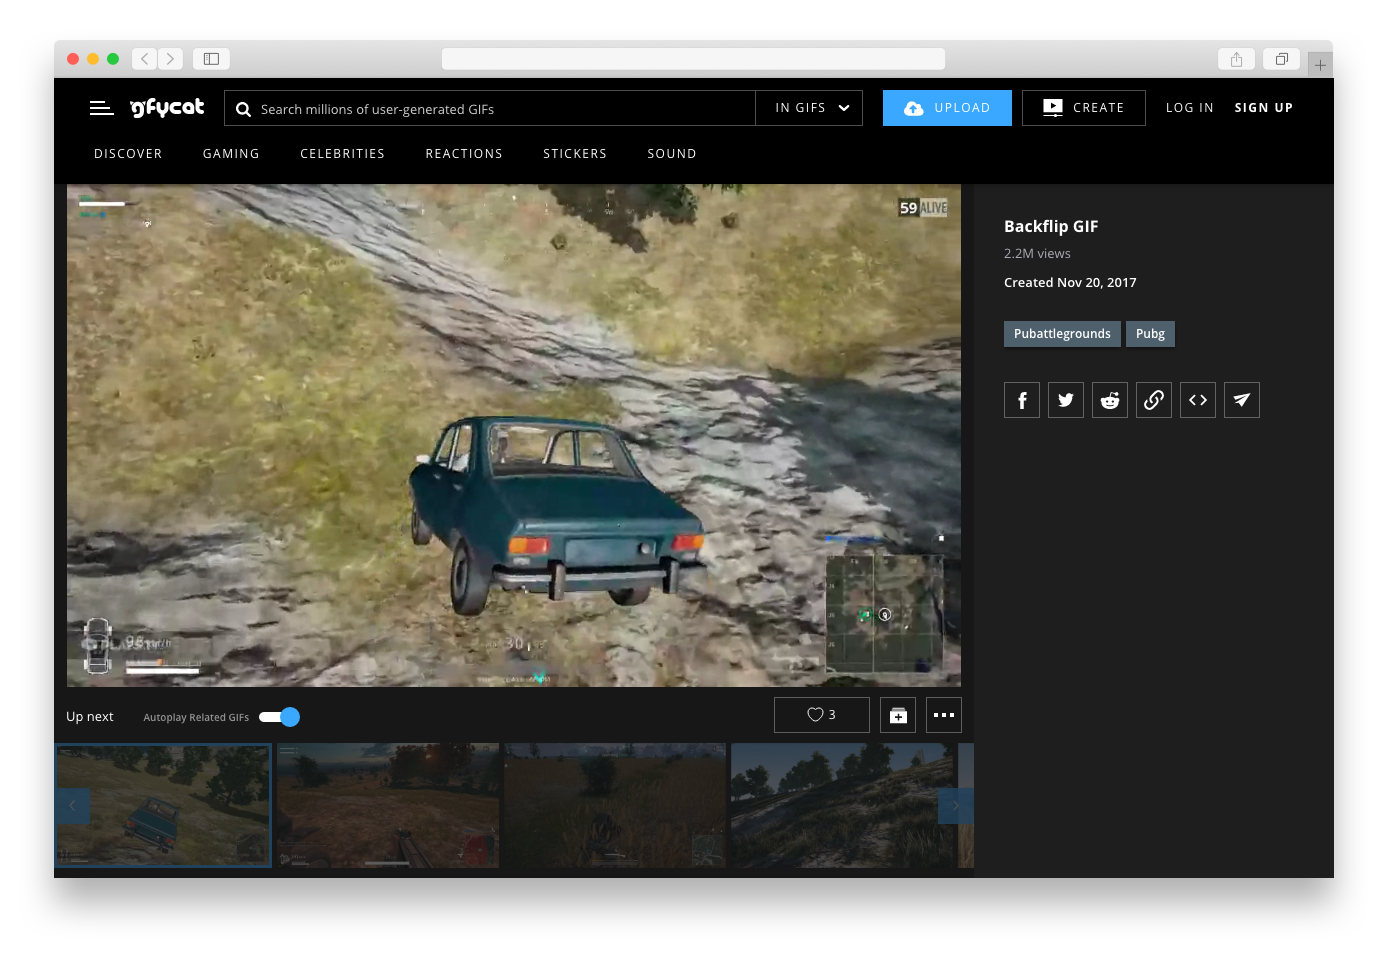 gfycat
Search millions of user-generated GIFs
IN GIFS
UPLOAD
CREATE
LOG IN
SIGN UP
DISCOVER
GAMING
CELEBRITIES
REACTIONS
STICKERS
SOUND
59 ALIVE
Backflip GIF
2.2M views
Created Nov 20, 2017
Pubattlegrounds
Pubg
km/h
30
Up next
Autoplay Related GIFs
3